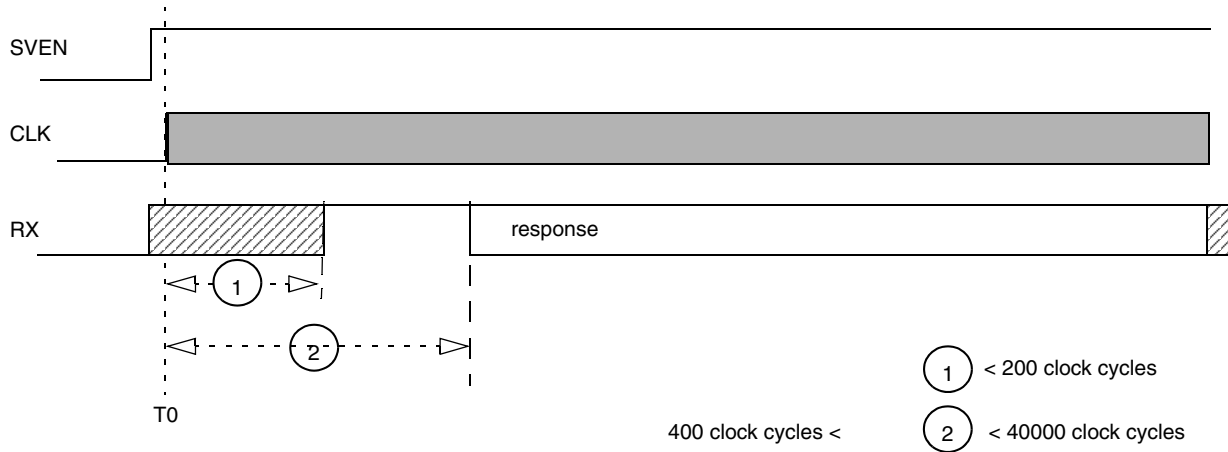 SVEN
CLK
RX
response
1
2
T0
1 < 200 clock cycles
400 clock cycles < 2 < 40000 clock cycles